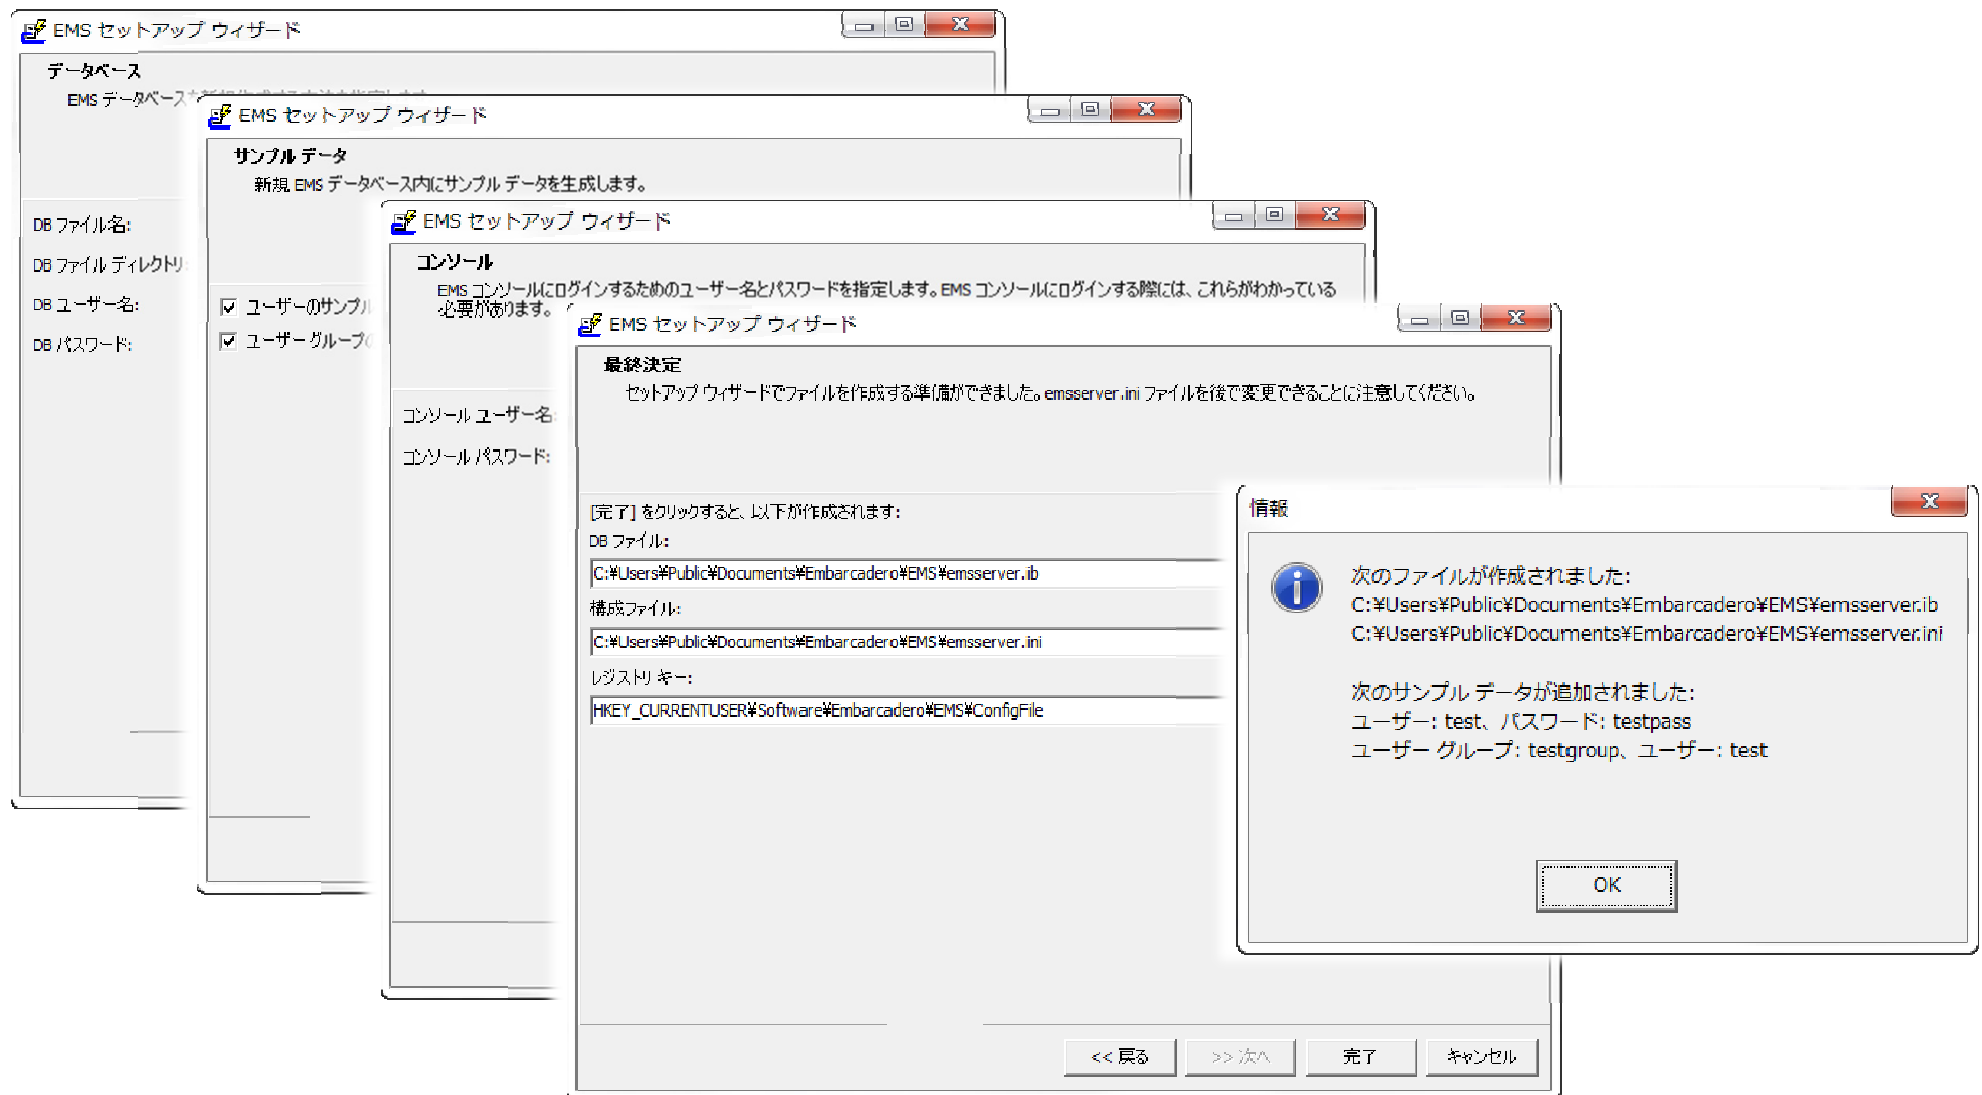 EMS セットアップ ウィザード
データベース
EMS データベース
DB ファイル名:
DB ファイル ディレクトリ:
DB ユーザー名:
DB パスワード:
EMS セットアップ ウィザード
サンプル データ
新規 EMS データベース内にサンプル データを生成します。
ユーザーのサンプル
ユーザー グループの
EMS セットアップ ウィザード
コンソール
EMS コンソールにログインするためのユーザー名とパスワードを指定します。EMS コンソールにログインする際には、これらがわかっている
必要があります。
コンソール ユーザー名:
コンソール パスワード:
EMS セットアップ ウィザード
最終決定
セットアップ ウィザードでファイルを作成する準備ができました。emsserver.ini ファイルを後で変更できることに注意してください。
[完了] をクリックすると、以下が作成されます:
DB ファイル:
C:¥Users¥Public¥Documents¥Embarcadero¥EMS¥emsserver.ib
構成ファイル:
C:¥Users¥Public¥Documents¥Embarcadero¥EMS¥emsserver.ini
レジストリ キー:
HKEY_CURRENTUSER¥Software¥Embarcadero¥EMS¥ConfigFile
<< 戻る
>> 次へ
完了
キャンセル
情報
次のファイルが作成されました:
C:¥Users¥Public¥Documents¥Embarcadero¥EMS¥emsserver.ib
C:¥Users¥Public¥Documents¥Embarcadero¥EMS¥emsserver.ini
次のサンプル データが追加されました:
ユーザー: test、パスワード: testpass
ユーザー グループ: testgroup、ユーザー: test
OK